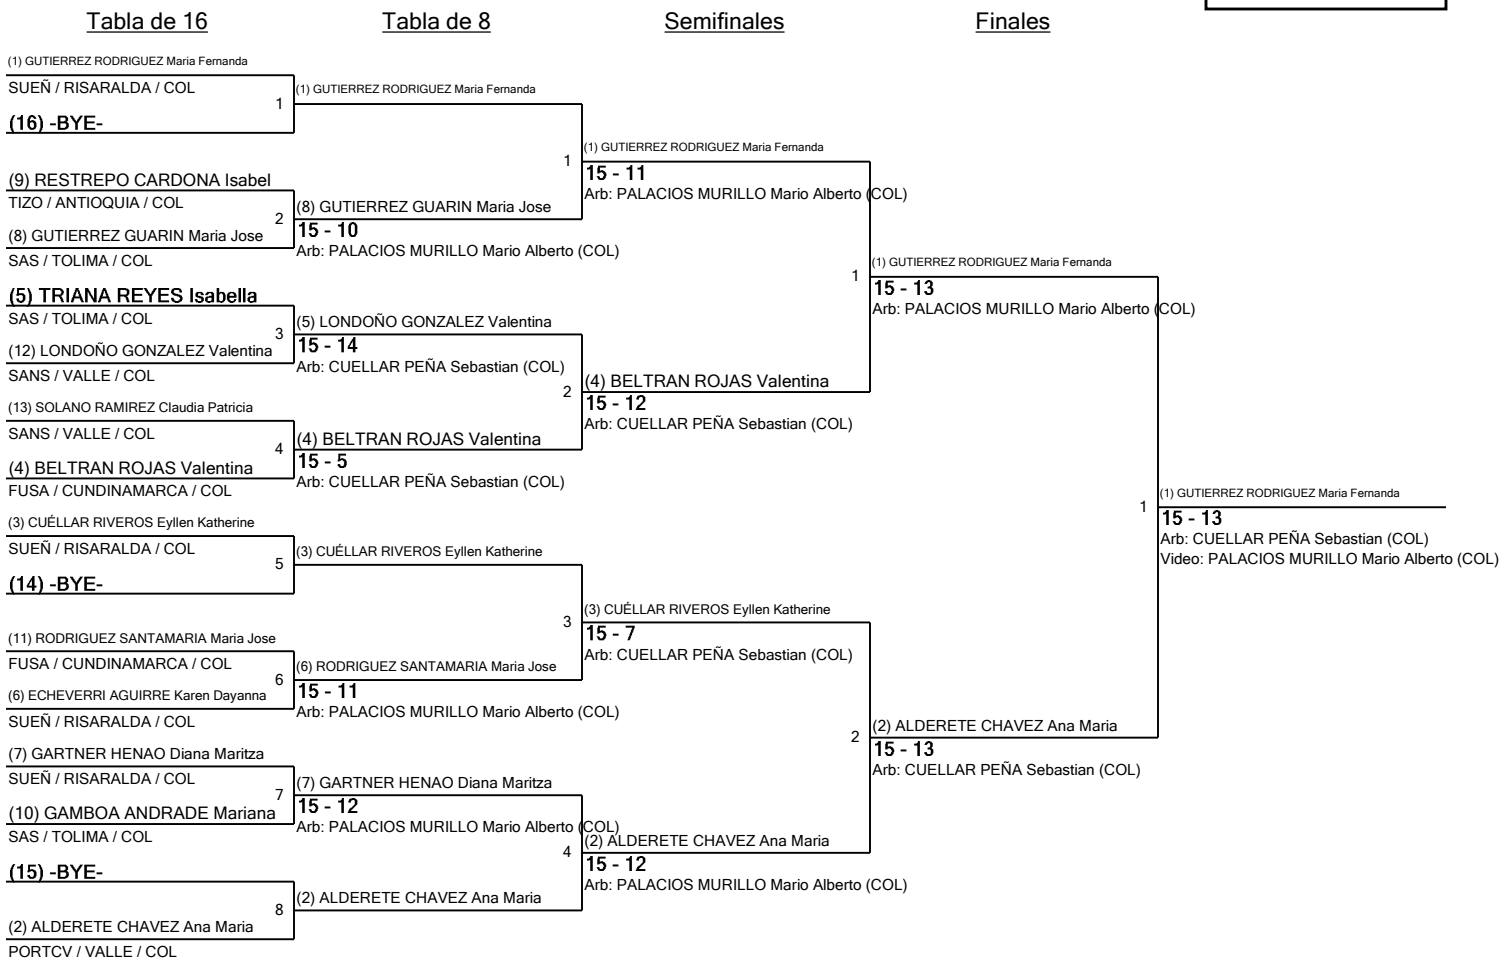 Tabla de 16
Tabla de 8
Semifinales
Finales
(1) GUTIERREZ RODRIGUEZ Maria Fernanda
SUEÑ / RISARALDA / COL
1
(16) -BYE-
(9) RESTREPO CARDONA Isabel
TIZO / ANTIOQUIA / COL
2
(8) GUTIERREZ GUARIN Maria Jose
SAS / TOLIMA / COL
(5) TRIANA REYES Isabella
SAS / TOLIMA / COL
3
(12) LONDOÑO GONZALEZ Valentina
SANS / VALLE / COL
(13) SOLANO RAMIREZ Claudia Patricia
SANS / VALLE / COL
4
(4) BELTRAN ROJAS Valentina
FUSA / CUNDINAMARCA / COL
(3) CUÉLLAR RIVEROS Eyllen Katherine
SUEÑ / RISARALDA / COL
5
(14) -BYE-
(11) RODRIGUEZ SANTAMARIA Maria Jose
FUSA / CUNDINAMARCA / COL
6
(6) ECHEVERRI AGUIRRE Karen Dayanna
SUEÑ / RISARALDA / COL
(7) GARTNER HENAO Diana Maritza
SUEÑ / RISARALDA / COL
7
(10) GAMBOA ANDRADE Mariana
SAS / TOLIMA / COL
(15) -BYE-
8
(2) ALDERETE CHAVEZ Ana Maria
PORTCV / VALLE / COL
(1) GUTIERREZ RODRIGUEZ Maria Fernanda
1
(8) GUTIERREZ GUARIN Maria Jose
15 - 10
Arb: PALACIOS MURILLO Mario Alberto (COL)
(5) LONDOÑO GONZALEZ Valentina
15 - 14
Arb: CUELLAR PEÑA Sebastian (COL)
2
(4) BELTRAN ROJAS Valentina
15 - 5
Arb: CUELLAR PEÑA Sebastian (COL)
(3) CUÉLLAR RIVEROS Eyllen Katherine
3
(6) RODRIGUEZ SANTAMARIA Maria Jose
15 - 11
Arb: PALACIOS MURILLO Mario Alberto (COL)
(7) GARTNER HENAO Diana Maritza
15 - 12
Arb: PALACIOS MURILLO Mario Alberto (COL)
4
(2) ALDERETE CHAVEZ Ana Maria
(1) GUTIERREZ RODRIGUEZ Maria Fernanda
15 - 11
Arb: PALACIOS MURILLO Mario Alberto (COL)
1
(4) BELTRAN ROJAS Valentina
15 - 12
Arb: CUELLAR PEÑA Sebastian (COL)
(3) CUÉLLAR RIVEROS Eyllen Katherine
15 - 7
Arb: CUELLAR PEÑA Sebastian (COL)
2
(2) ALDERETE CHAVEZ Ana Maria
15 - 12
Arb: PALACIOS MURILLO Mario Alberto (COL)
(1) GUTIERREZ RODRIGUEZ Maria Fernanda
15 - 13
Arb: PALACIOS MURILLO Mario Alberto (COL)
1
(2) ALDERETE CHAVEZ Ana Maria
15 - 13
Arb: CUELLAR PEÑA Sebastian (COL)
(1) GUTIERREZ RODRIGUEZ Maria Fernanda
15 - 13
Arb: CUELLAR PEÑA Sebastian (COL)
Video: PALACIOS MURILLO Mario Alberto (COL)